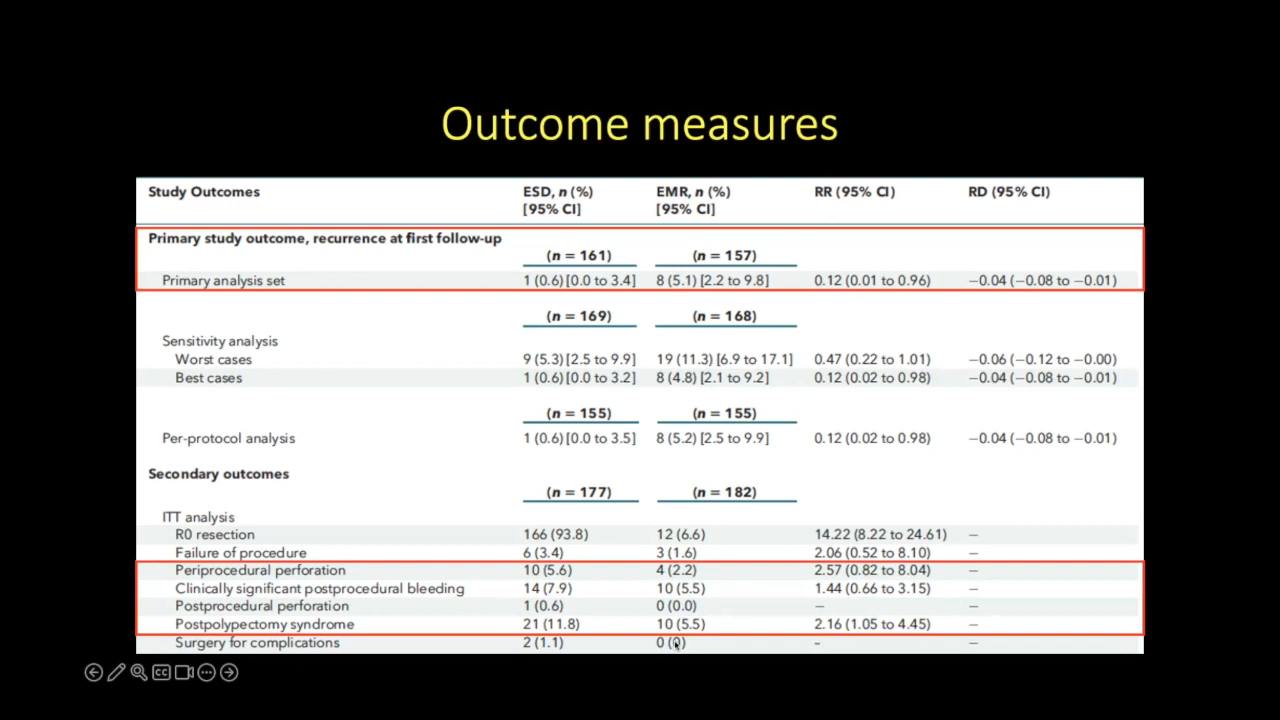 Outcome measures
Study Outcomes ESD, n (%) EMR, n (%) RR (95% CI) RD (95% CI)
[95% CI] [95% CI]
Primary study outcome, recurrence at first follow-up
(n = 161) (n = 157)
Primary analysis set 1 (0.6) [0.0 to 3.4] 8 (5.1) [2.2 to 9.8] 0.12 (0.01 to 0.96) −0.04 (−0.08 to −0.01)
(n = 169) (n = 168)
Sensitivity analysis
Worst cases 9 (5.3) [2.5 to 9.9] 19 (11.3) [6.9 to 17.1] 0.47 (0.22 to 1.01) −0.06 (−0.12 to −0.00)
Best cases 1 (0.6) [0.0 to 3.2] 8 (4.8) [2.1 to 9.2] 0.12 (0.02 to 0.98) −0.04 (−0.08 to −0.01)
(n = 155) (n = 155)
Per-protocol analysis 1 (0.6) [0.0 to 3.5] 8 (5.2) [2.5 to 9.9] 0.12 (0.02 to 0.98) −0.04 (−0.08 to −0.01)
Secondary outcomes
(n = 177) (n = 182)
ITT analysis
R0 resection 166 (93.8) 12 (6.6) 14.22 (8.22 to 24.61) −
Failure of procedure 6 (3.4) 3 (1.6) 2.06 (0.52 to 8.10) −
Periprocedural perforation 10 (5.6) 4 (2.2) 2.57 (0.82 to 8.04) −
Clinically significant postprocedural bleeding 14 (7.9) 10 (5.5) 1.44 (0.66 to 3.15) −
Postprocedural perforation 1 (0.6) 0 (0.0) − −
Postpolypectomy syndrome 21 (11.8) 10 (5.5) 2.16 (1.05 to 4.45) −
Surgery for complications 2 (1.1) 0 (0) - −
CC